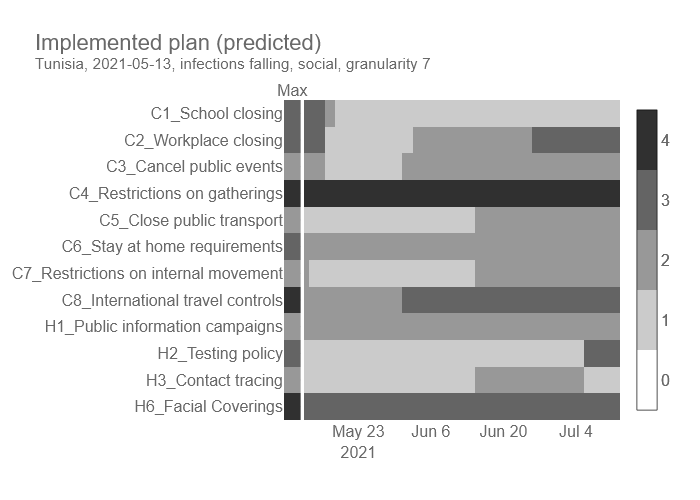 Implemented plan (predicted)
Tunisia, 2021-05-13, infections falling, social, granularity 7
Max
C1_School closing
C2_Workplace closing
C3_Cancel public events
C4_Restrictions on gatherings
C5_Close public transport
C6_Stay at home requirements
C7_Restrictions on internal movement
C8_International travel controls
H1_Public information campaigns
H2_Testing policy
H3_Contact tracing
H6_Facial Coverings
4
3
2
1
0
May 23 Jun 6 Jun 20 Jul 4
2021